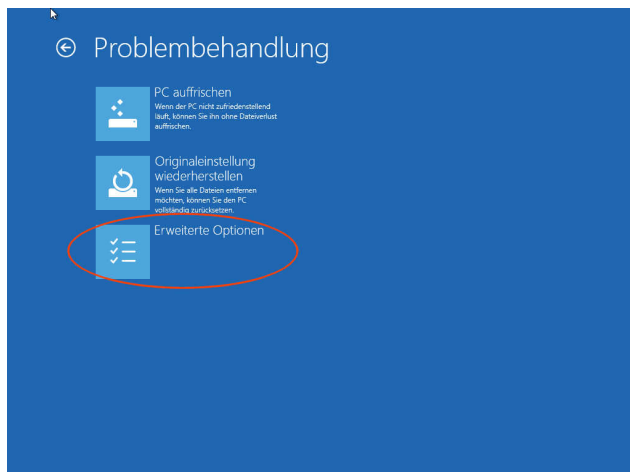 Problembehandlung
PC auffrischen
Wenn der PC nicht zufriedenstellend
läuft, können Sie ihn ohne Dateiverlust
auffrischen.
Originaleinstellung
wiederherstellen
Wenn Sie alle Dateien entfernen
möchten, können Sie den PC
vollständig zurücksetzen.
Erweiterte Optionen